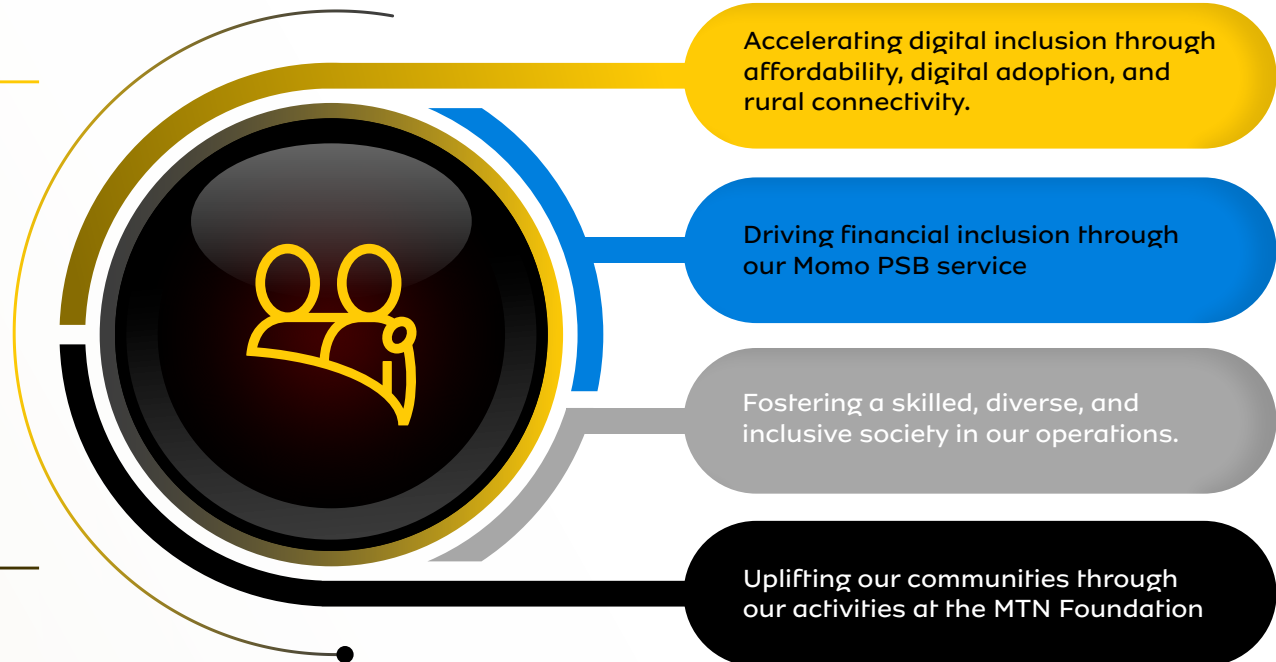 Accelerating digital inclusion through
affordability, digital adoption, and
rural connectivity.
Driving financial inclusion through
our Momo PSB service
Fostering a skilled, diverse, and
inclusive society in our operations.
Uplifting our communities through
our activities at the MTN Foundation